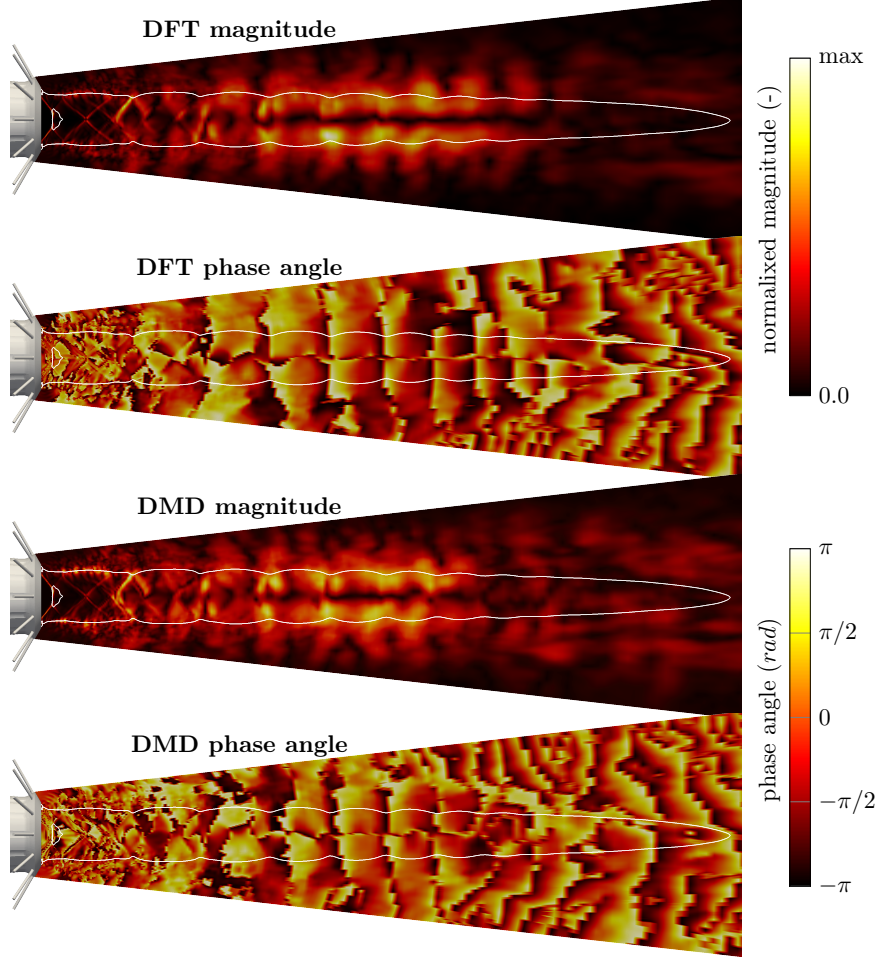 DFT magnitude
DFT phase angle
DMD magnitude
DMD phase angle
max
normalized magnitude (-)
0.0
π
π/2
phase angle (rad)
0
−π/2
−π